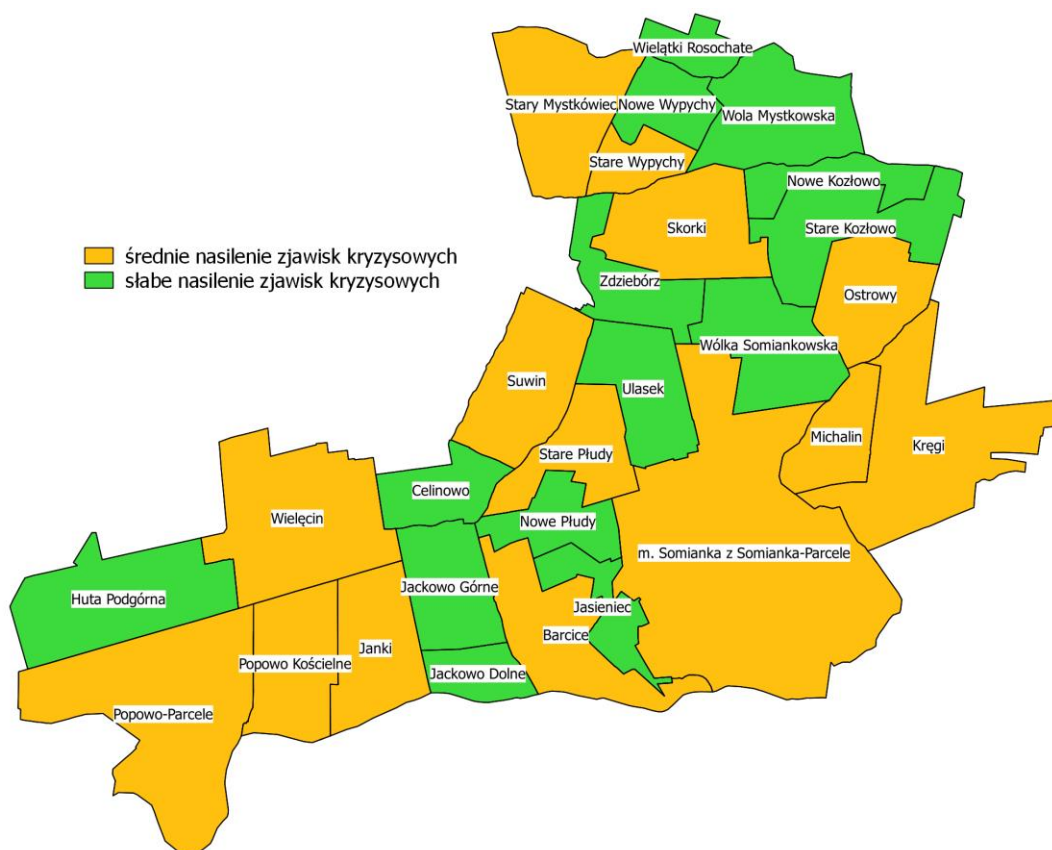 Wielątki Rosochate
Stary Mystkówiec
Nowe Wypychy
Wola Mystkowska
Stare Wypychy
Nowe Kozłowo
Skorki
Stare Kozłowo
średnie nasilenie zjawisk kryzysowych
słabe nasilenie zjawisk kryzysowych
Zdziebórz
Ostrowy
Wólka Somiankowska
Suwin
Ulasek
Michalin
Kręgi
Stare Płudy
Celinowo
Wielęcin
Nowe Płudy
m. Somianka z Somianka-Parcele
Jackowo Górne
Huta Podgórna
Jasieniec
Barcice
Janki
Popowo Kościelne
Jackowo Dolne
Popowo-Parcele